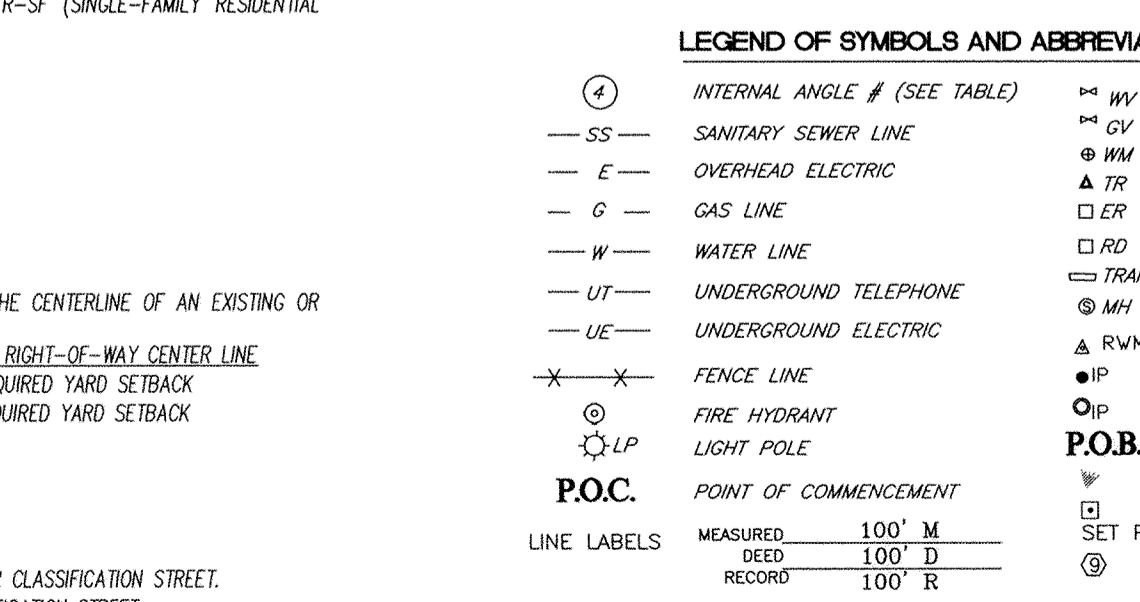 R-SF (SINGLE-FAMILY RESIDENTIAL
HE CENTERLINE OF AN EXISTING OR
RIGHT-OF-WAY CENTER LINE
QUIRED YARD SETBACK
QUIRED YARD SETBACK
CLASSIFICATION STREET.
LEGEND OF SYMBOLS AND ABBREVIA
4 INTERNAL ANGLE # (SEE TABLE)
SS SANITARY SEWER LINE
E OVERHEAD ELECTRIC
G GAS LINE
W WATER LINE
UT UNDERGROUND TELEPHONE
UE UNDERGROUND ELECTRIC
X X FENCE LINE
FIRE HYDRANT
LP LIGHT POLE
P.O.C. POINT OF COMMENCEMENT
LINE LABELS
MEASURED 100' M
DEED 100' D
RECORD 100' R
WV
GV
WM
TR
ER
RD
TRA
S MH
RWM
IP
IP
P.O.B.
SET
9